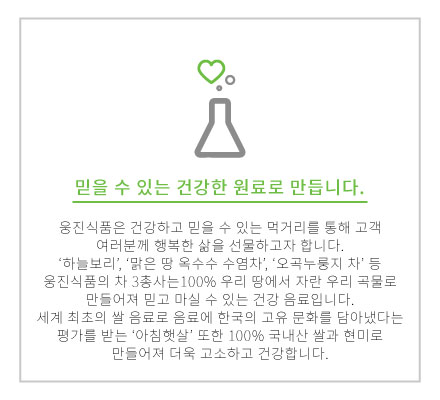 믿을 수 있는 건강한 원료로 만듭니다.
웅진식품은 건강하고 믿을 수 있는 먹거리를 통해 고객
여러분께 행복한 삶을 선물하고자 합니다.
‘하늘보리’, ‘맑은 땅 옥수수 수염차’, ‘오곡누룽지 차’ 등
웅진식품의 차 3총사는100% 우리 땅에서 자란 우리 곡물로
만들어져 믿고 마실 수 있는 건강 음료입니다.
세계 최초의 쌀 음료로 음료에 한국의 고유 문화를 담아냈다는
평가를 받는 ‘아침햇살’ 또한 100% 국내산 쌀과 현미로
만들어져 더욱 고소하고 건강합니다.